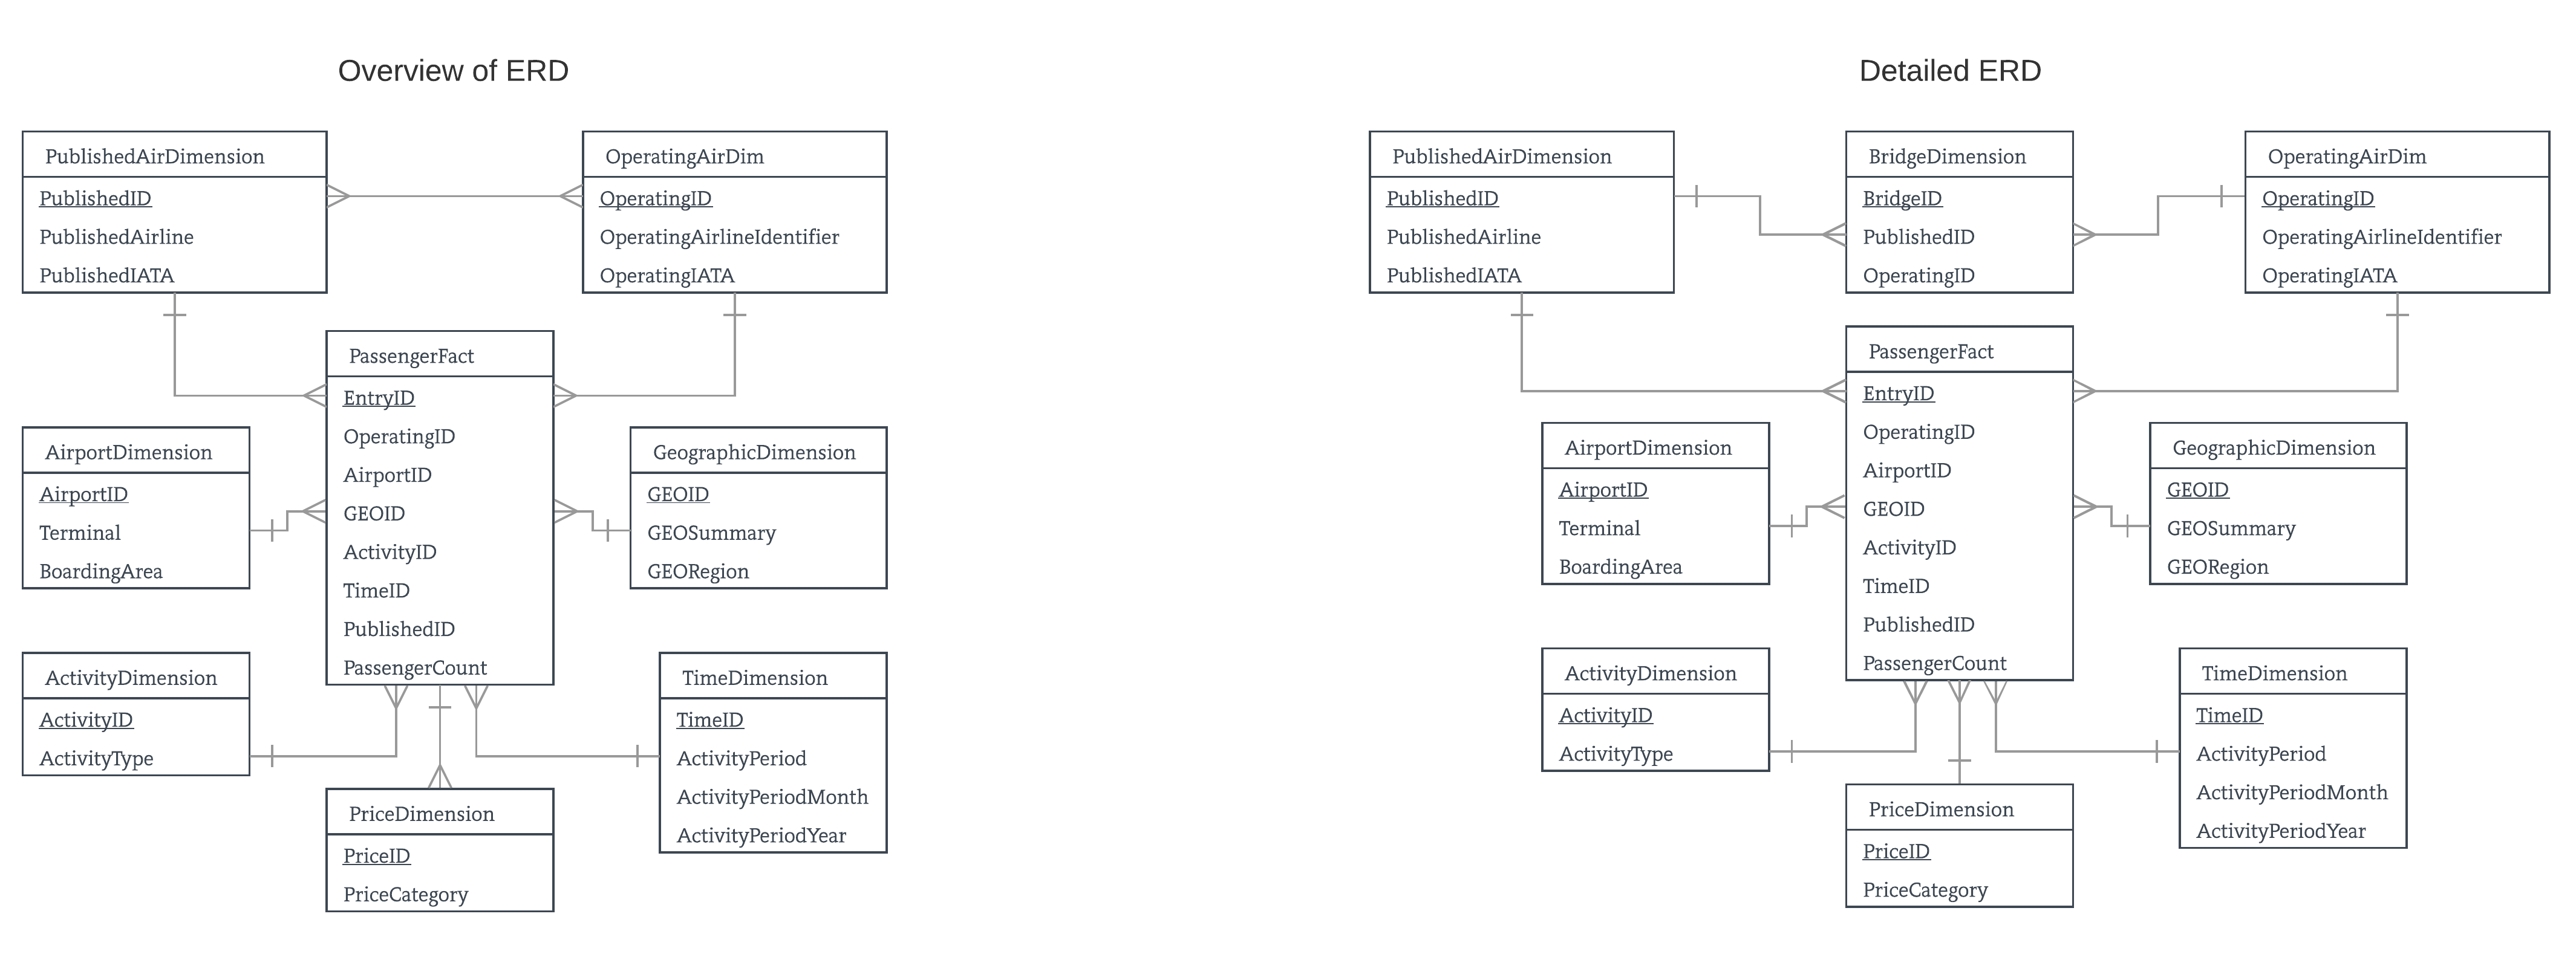 Overview of ERD
PublishedAirDimension
PublishedID
PublishedAirline
PublishedIATA
OperatingAirDim
OperatingID
OperatingAirlineIdentifier
OperatingIATA
PassengerFact
EntryID
OperatingID
AirportID
GEOID
ActivityID
TimeID
PublishedID
PassengerCount
AirportDimension
AirportID
Terminal
BoardingArea
GeographicDimension
GEOID
GEOSummary
GEORegion
ActivityDimension
ActivityID
ActivityType
TimeDimension
TimeID
ActivityPeriod
ActivityPeriodMonth
ActivityPeriodYear
PriceDimension
PriceID
PriceCategory
Detailed ERD
PublishedAirDimension
PublishedID
PublishedAirline
PublishedIATA
BridgeDimension
BridgeID
PublishedID
OperatingID
OperatingAirDim
OperatingID
OperatingAirlineIdentifier
OperatingIATA
PassengerFact
EntryID
OperatingID
AirportID
GEOID
ActivityID
TimeID
PublishedID
PassengerCount
AirportDimension
AirportID
Terminal
BoardingArea
GeographicDimension
GEOID
GEOSummary
GEORegion
ActivityDimension
ActivityID
ActivityType
TimeDimension
TimeID
ActivityPeriod
ActivityPeriodMonth
ActivityPeriodYear
PriceDimension
PriceID
PriceCategory